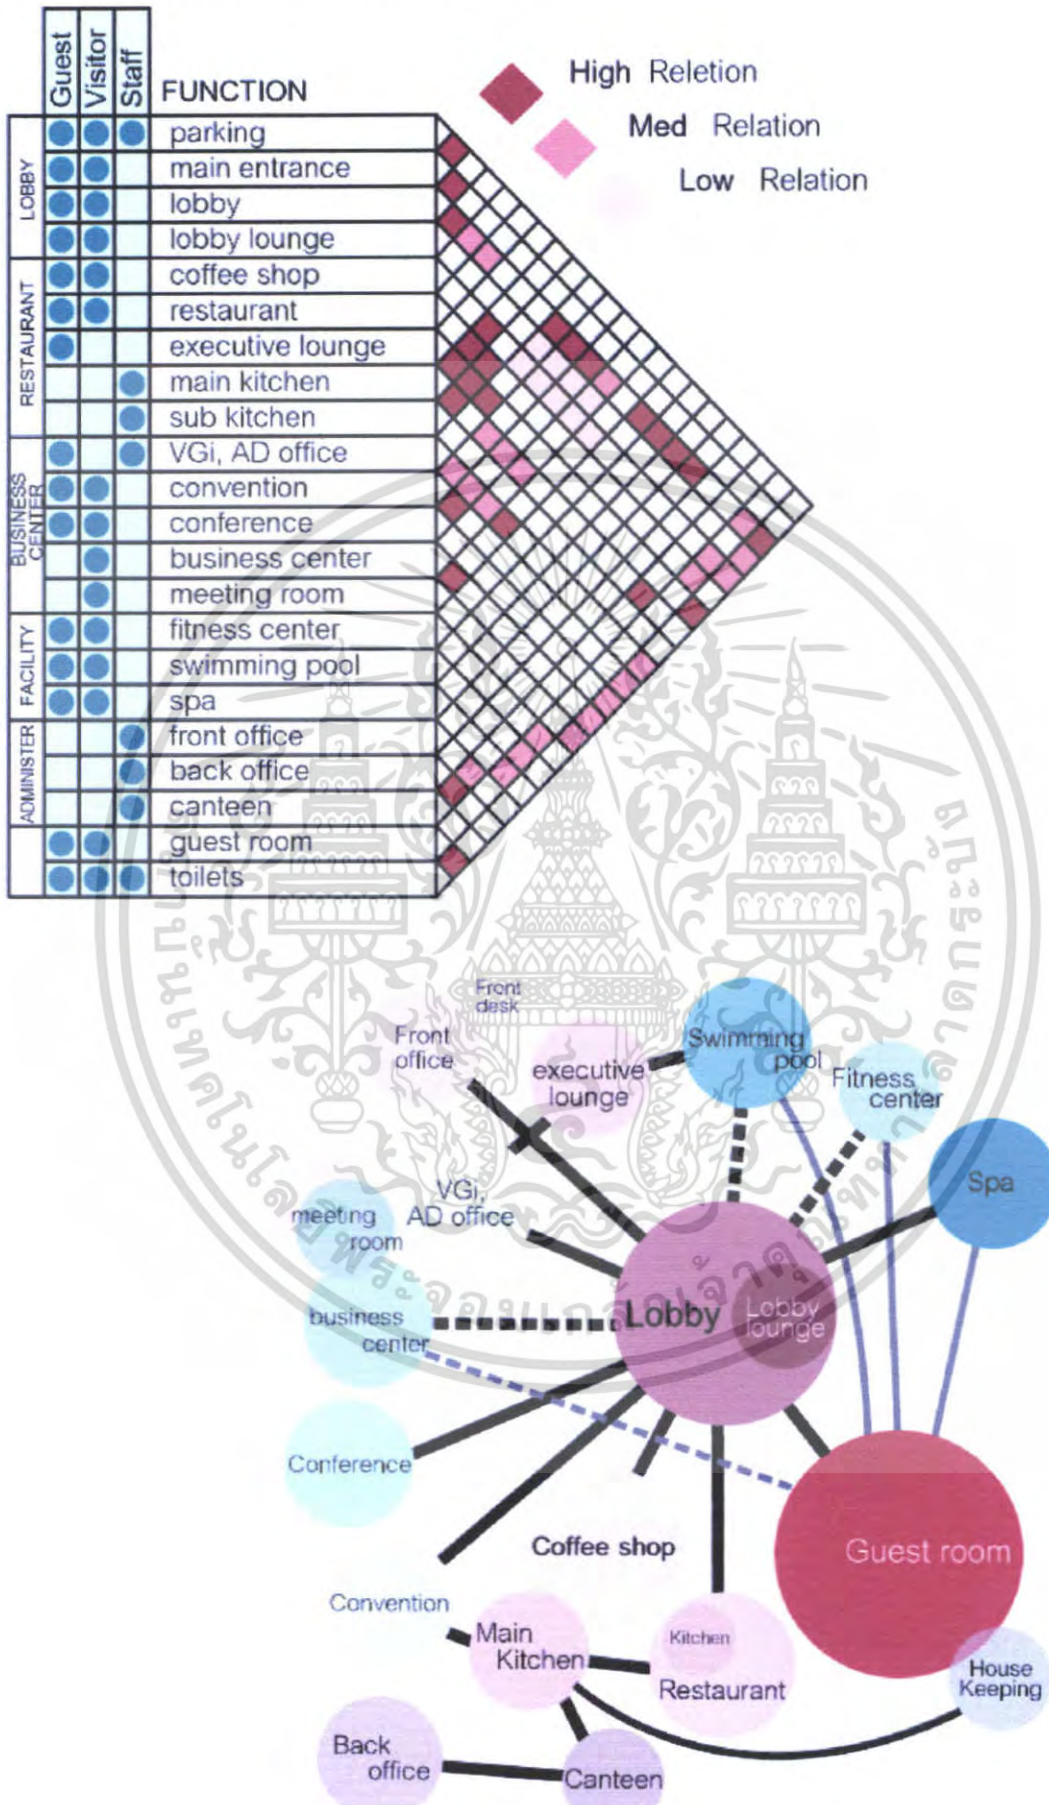 Guest
Visitor
Staff
FUNCTION
High Reletion
Med Relation
Low Relation
LOBBY
parking
main entrance
lobby
lobby lounge
RESTAURANT
coffee shop
restaurant
executive lounge
main kitchen
sub kitchen
BUSINESS
CENTER
VGi, AD office
convention
conference
business center
meeting room
FACILITY
fitness center
swimming pool
spa
ADMINISTER
front office
back office
canteen
guest room
toilets
Front
desk
Front
office
executive
lounge
Swimming
pool
Fitness
center
Spa
VGi,
AD office
meeting
room
business
center
Lobby
Lobby
lounge
Conference
Coffee shop
Guest room
Convention
Main
Kitchen
Kitchen
Restaurant
House
Keeping
Back
office
Canteen